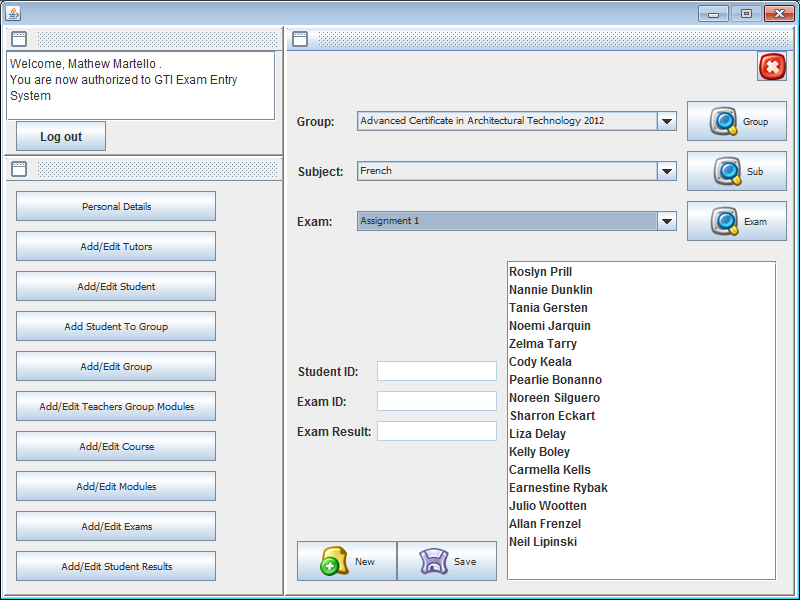 Welcome, Mathew Martello .
You are now authorized to GTI Exam Entry
System
Log out
Personal Details
Add/Edit Tutors
Add/Edit Student
Add Student To Group
Add/Edit Group
Add/Edit Teachers Group Modules
Add/Edit Course
Add/Edit Modules
Add/Edit Exams
Add/Edit Student Results
Group: Advanced Certificate in Architectural Technology 2012 Group
Subject: French Sub
Exam: Assignment 1 Exam
Student ID:
Exam ID:
Exam Result:
New Save
Roslyn Prill
Nannie Dunklin
Tania Gersten
Noemi Jarquin
Zelma Tarry
Cody Keala
Pearlie Bonanno
Noreen Silguero
Sharron Eckart
Liza Delay
Kelly Boley
Carmella Kells
Earnestine Rybak
Julio Wootten
Allan Frenzel
Neil Lipinski